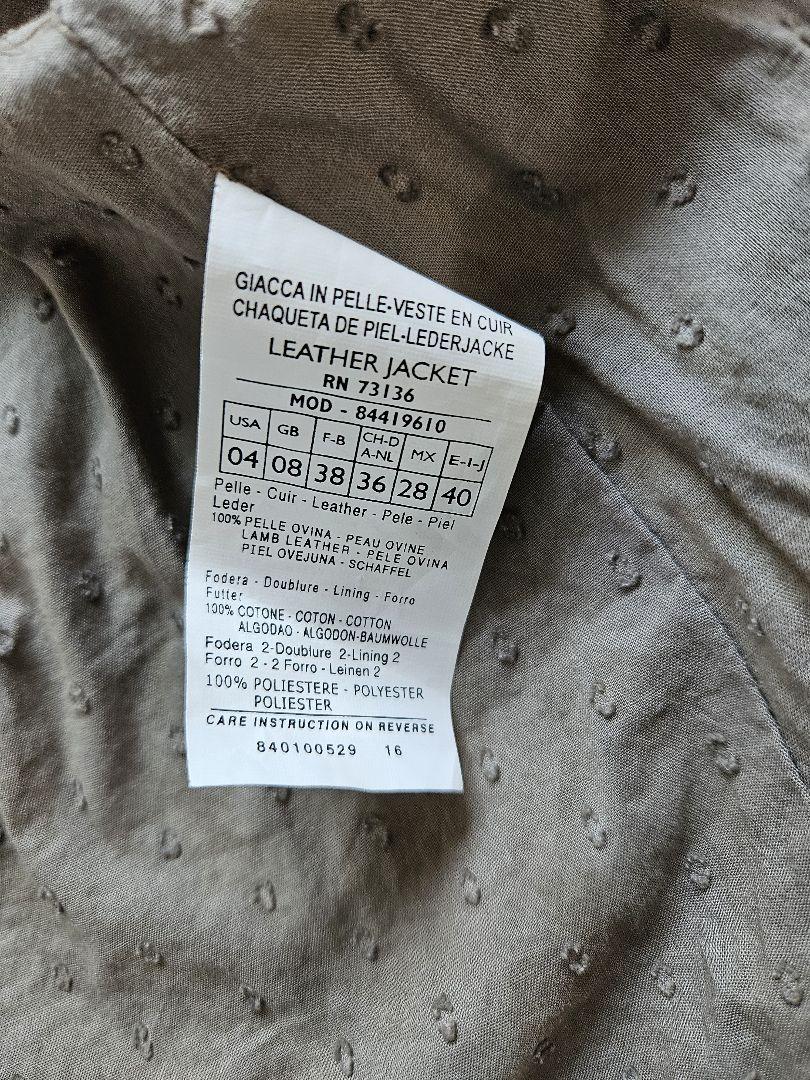 GIACCA IN PELLE-VESTE EN CUIR
CHAQUETA DE PIEL-LEDERJACKE
LEATHER JACKET
RN 73136
MOD - 84419610
USA GB F-B CH-D A-NL MX E-I-J
04 08 38 36 28 40
Pelle - Cuir - Leather - Pele - Piel
Leder
100% PELLE OVINA - PEAU OVINE
LAMB LEATHER - PELE OVINA
PIEL OVEJUNA - SCHAFFEL
Fodera - Doublure - Lining - Forro
Futter
100% COTONE - COTON - COTTON
ALGODAO - ALGODON-BAUMWOLLE
Fodera 2-Doublure 2-Lining 2
Forro 2 - 2 Forro - Leinen 2
100% POLIESTERE - POLYESTER
POLIESTER
CARE INSTRUCTION ON REVERSE
840100529 16